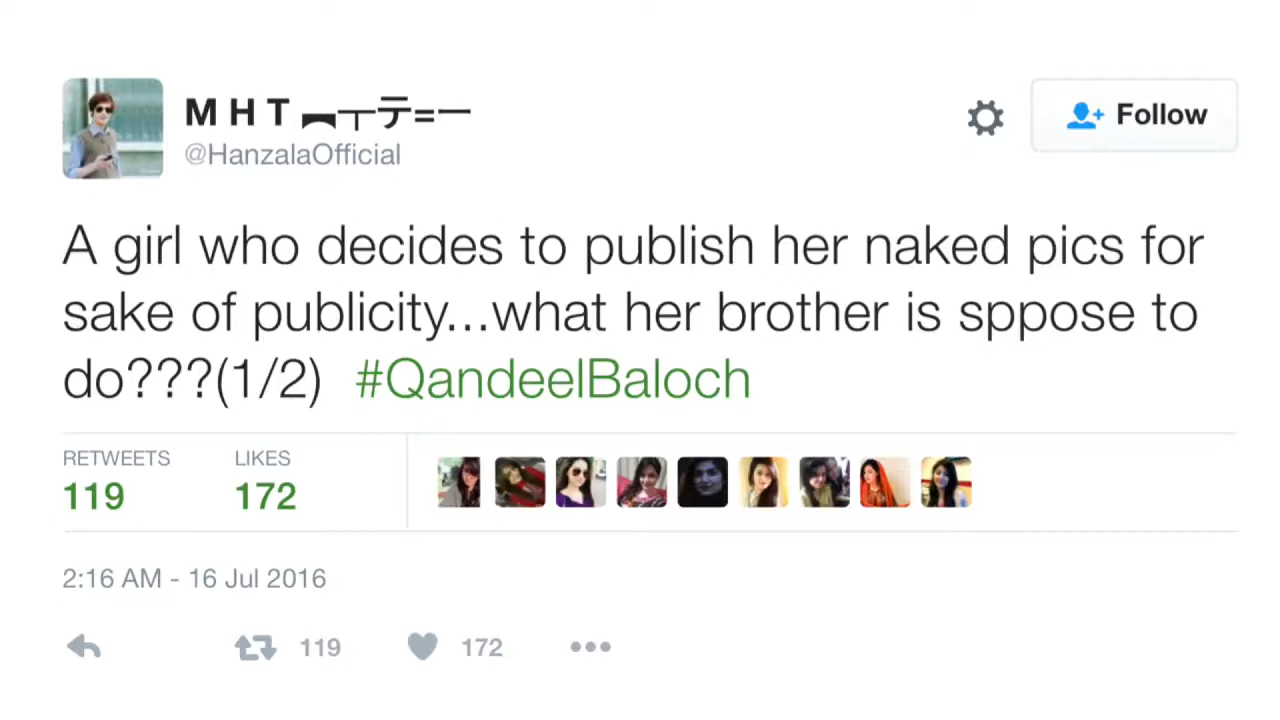 M H T ︻┬デ=一
Follow
@HanzalaOfficial
A girl who decides to publish her naked pics for
sake of publicity...what her brother is sppose to
do???(1/2) #QandeelBaloch
RETWEETS LIKES
119 172
2:16 AM - 16 Jul 2016
119 172